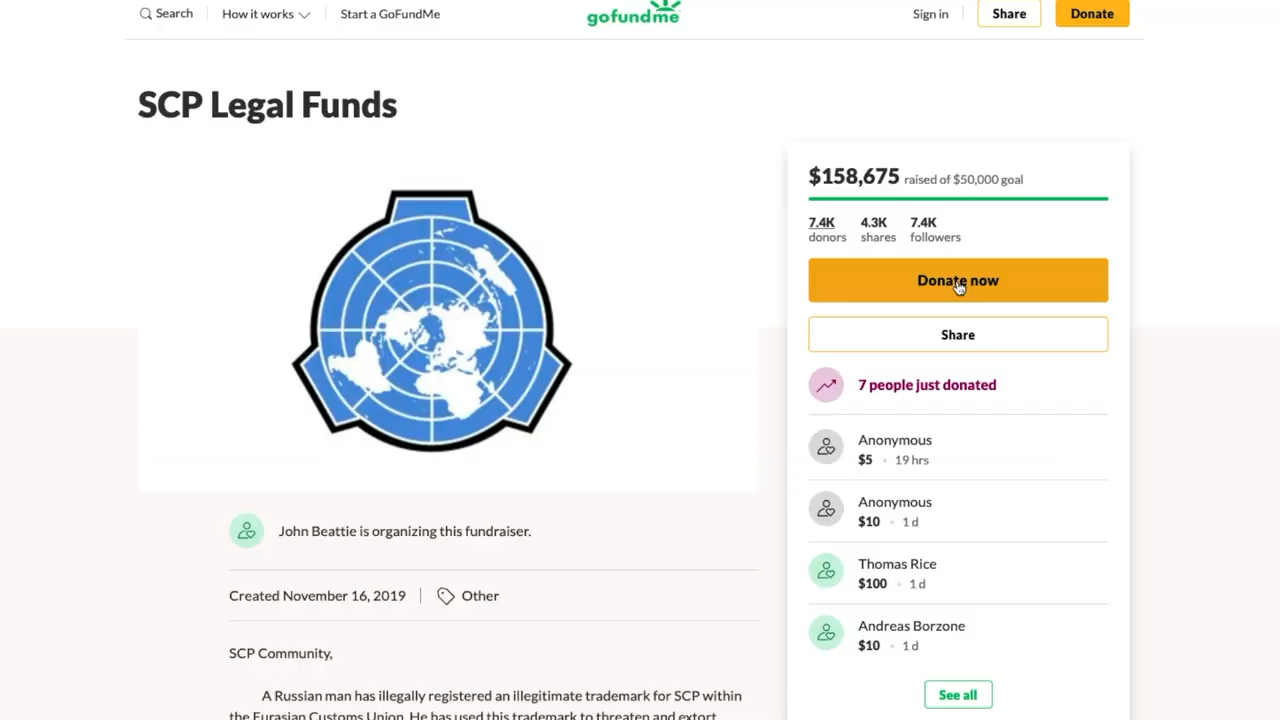 Search
How it works
Start a GoFundMe
gofundme
Sign in
Share
Donate
SCP Legal Funds
$158,675 raised of $50,000 goal
7.4K donors
4.3K shares
7.4K followers
Donate now
Share
7 people just donated
Anonymous
$5 • 19 hrs
Anonymous
$10 • 1 d
Thomas Rice
$100 • 1 d
Andreas Borzone
$10 • 1 d
See all
John Beattie is organizing this fundraiser.
Created November 16, 2019
Other
SCP Community,
A Russian man has illegally registered an illegitimate trademark for SCP within
the Eurasian Customs Union. He has used this trademark to threaten and extort